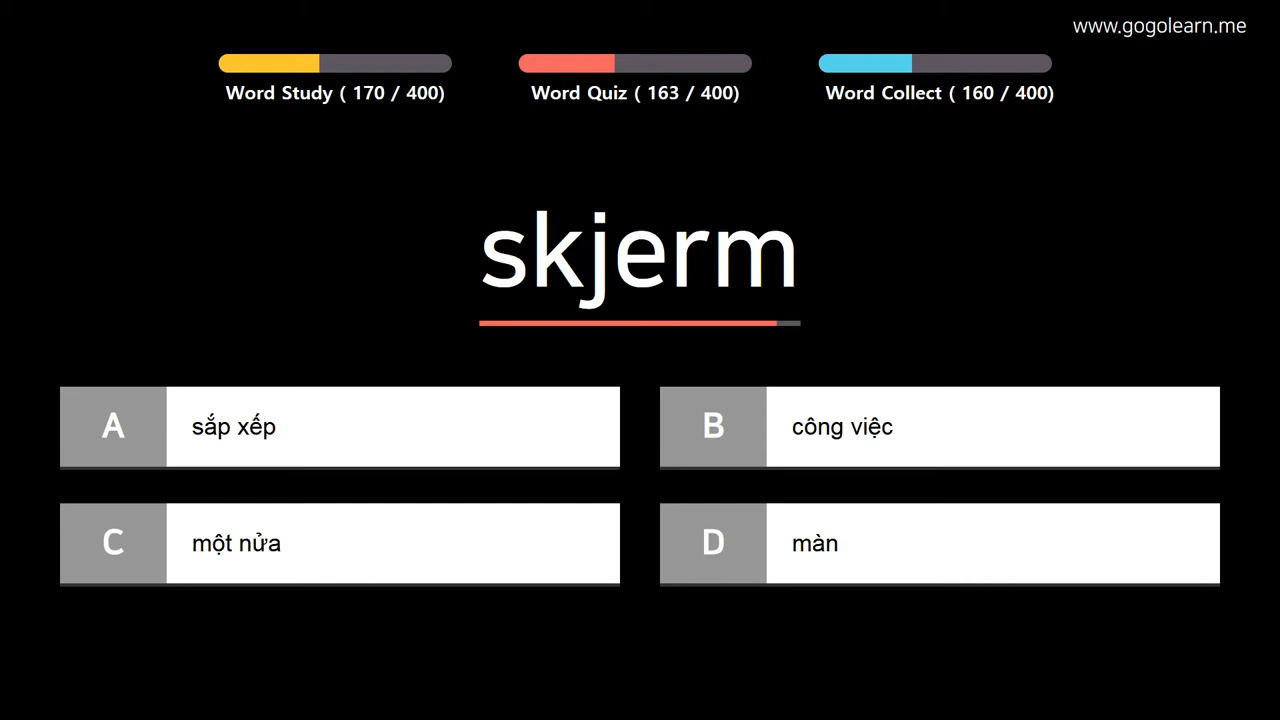 www.gogolearn.me
Word Study ( 170 / 400)
Word Quiz ( 163 / 400)
Word Collect ( 160 / 400)
skjerm
A sắp xếp
B công việc
C một nửa
D màn